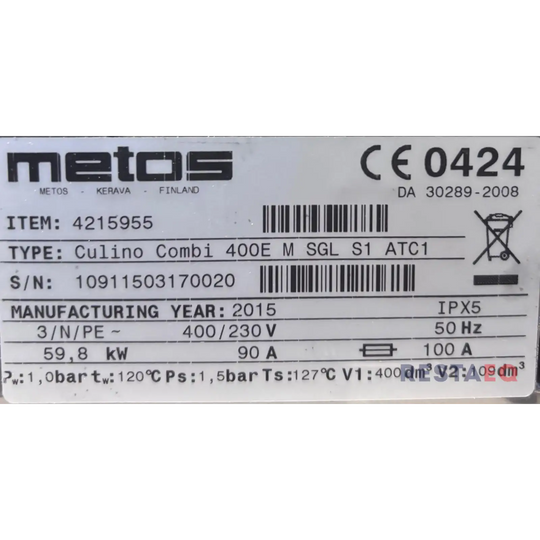 metos
CE 0424
METOS - KERAVA - FINLAND
DA 30289-2008
ITEM: 4215955
TYPE: Culino Combi 400E M SGL S1 ATC1
S/N: 10911503170020
MANUFACTURING YEAR: 2015 IPX5
3/N/PE ~ 400/230 V 50 Hz
59,8 kW 90 A 100 A
Pw:1,0bar tw:120°C Ps:1,5bar Ts:127°C V1:400dm³ V2:109dm³
RESTAEQ